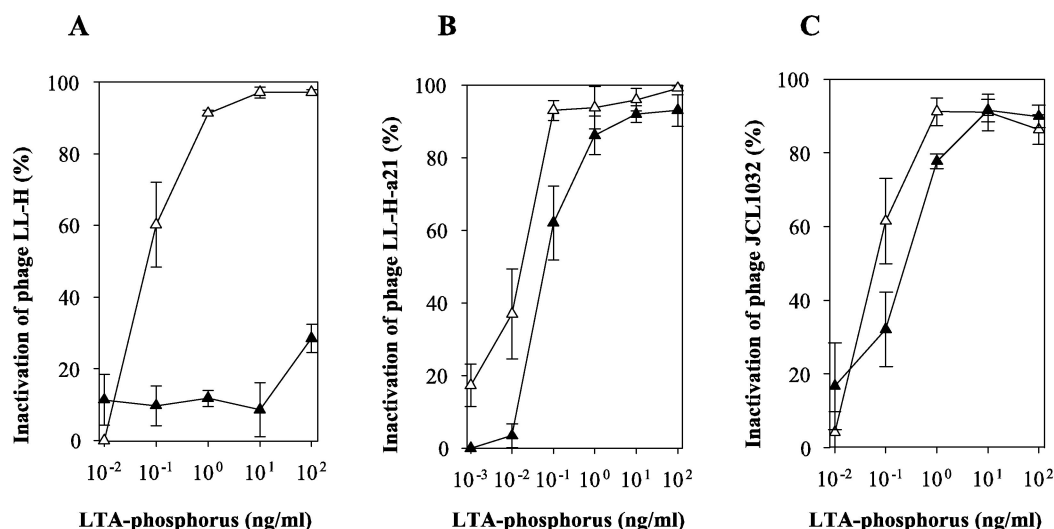 A
B
C
Inactivation of phage LL-H (%)
100
80
60
40
20
0
10-2 10-1 100 101 102
LTA-phosphorus (ng/ml)
Inactivation of phage LL-H-a21 (%)
100
80
60
40
20
0
10-3 10-2 10-1 100 101 102
LTA-phosphorus (ng/ml)
Inactivation of phage JCL1032 (%)
100
80
60
40
20
0
10-2 10-1 100 101 102
LTA-phosphorus (ng/ml)